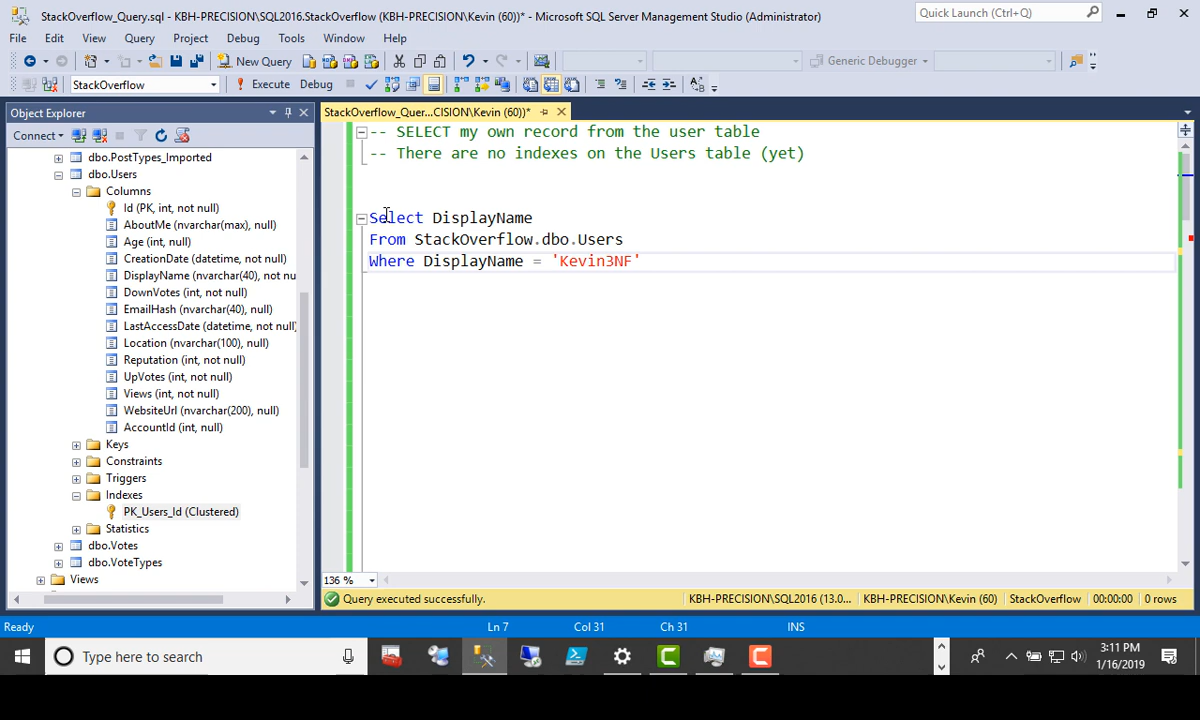 StackOverflow_Query.sql - KBH-PRECISION\SQL2016.StackOverflow (KBH-PRECISION\Kevin (60))* - Microsoft SQL Server Management Studio (Administrator)
Quick Launch (Ctrl+Q)
File Edit View Query Project Debug Tools Window Help
New Query
Generic Debugger
StackOverflow
Execute Debug
Object Explorer
StackOverflow_Quer...CISION\Kevin (60))*
Connect
dbo.PostTypes_Imported
dbo.Users
Columns
Id (PK, int, not null)
AboutMe (nvarchar(max), null)
Age (int, null)
CreationDate (datetime, not null)
DisplayName (nvarchar(40), not nu
DownVotes (int, not null)
EmailHash (nvarchar(40), null)
LastAccessDate (datetime, not null)
Location (nvarchar(100), null)
Reputation (int, not null)
UpVotes (int, not null)
Views (int, not null)
WebsiteUrl (nvarchar(200), null)
AccountId (int, null)
Keys
Constraints
Triggers
Indexes
PK_Users_Id (Clustered)
Statistics
dbo.Votes
dbo.VoteTypes
Views
-- SELECT my own record from the user table
-- There are no indexes on the Users table (yet)
Select DisplayName
From StackOverflow.dbo.Users
Where DisplayName = 'Kevin3NF'
136 %
Query executed successfully.
KBH-PRECISION\SQL2016 (13.0... KBH-PRECISION\Kevin (60) StackOverflow 00:00:00 0 rows
Ready Ln 7 Col 31 Ch 31 INS
Type here to search
3:11 PM
1/16/2019